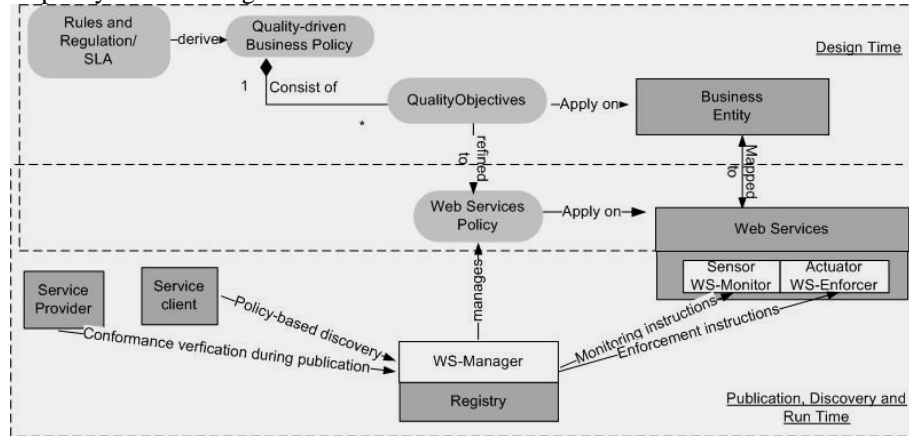 Rules and
Regulation/
SLA
derive
Quality-driven
Business Policy
Design Time
1
Consist of
*
QualityObjectives
Apply on
Business
Entity
refined
to
Mapped
to
Web Services
Policy
Apply on
Web Services
Sensor
WS-Monitor
Actuator
WS-Enforcer
Service
Provider
Service
client
manages
Policy-based discovery
Conformance verfication during publication
Monitoring instructions
Enforcement instructions
WS-Manager
Registry
Publication, Discovery and
Run Time